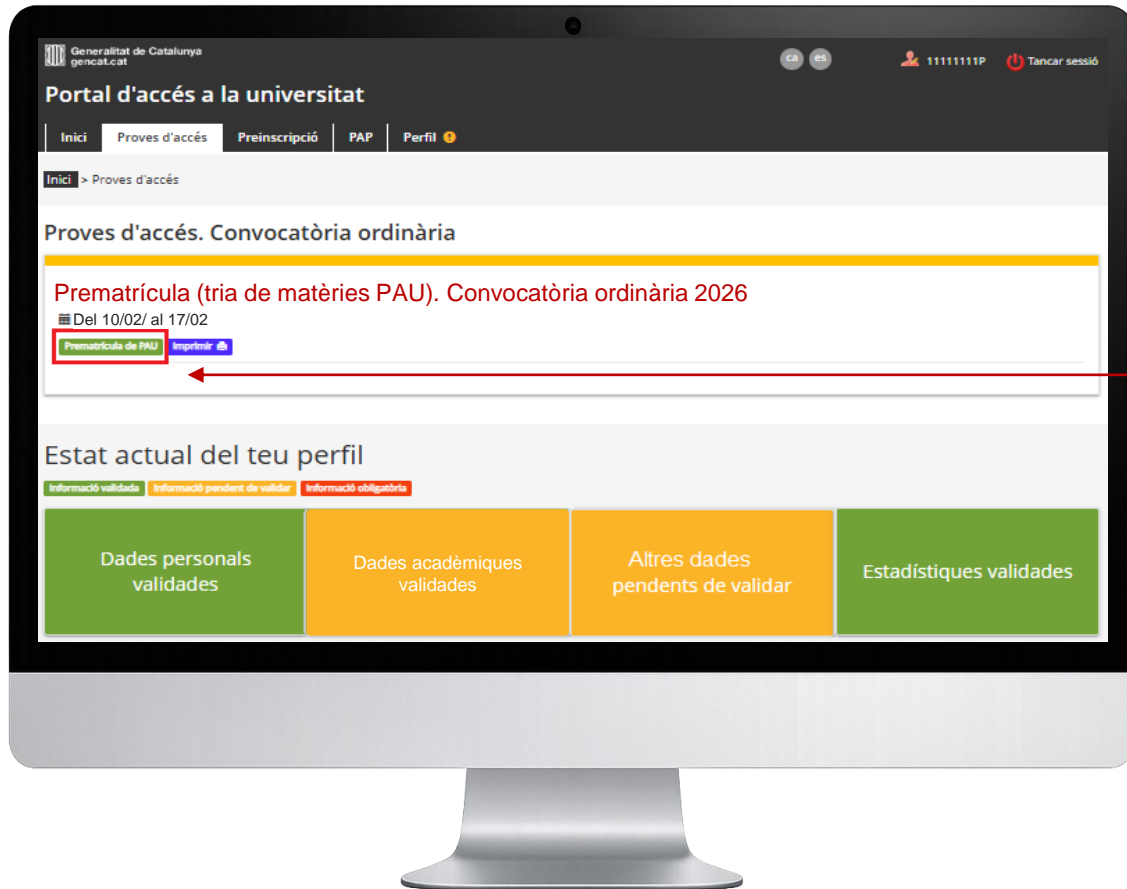 Generalitat de Catalunya
gencat.cat
ca es
11111111P
Tancar sessió
Portal d'accés a la universitat
Inici Proves d'accés Preinscripció PAP Perfil
Inici > Proves d'accés
Proves d'accés. Convocatòria ordinària
Prematrícula (tria de matèries PAU). Convocatòria ordinària 2026
Del 10/02/ al 17/02
Prematrícula de PAU Imprimir
Estat actual del teu perfil
Informació validada Informació pendent de validar Informació obligatòria
Dades personals
validades
Dades acadèmiques
validades
Altres dades
pendents de validar
Estadístiques validades